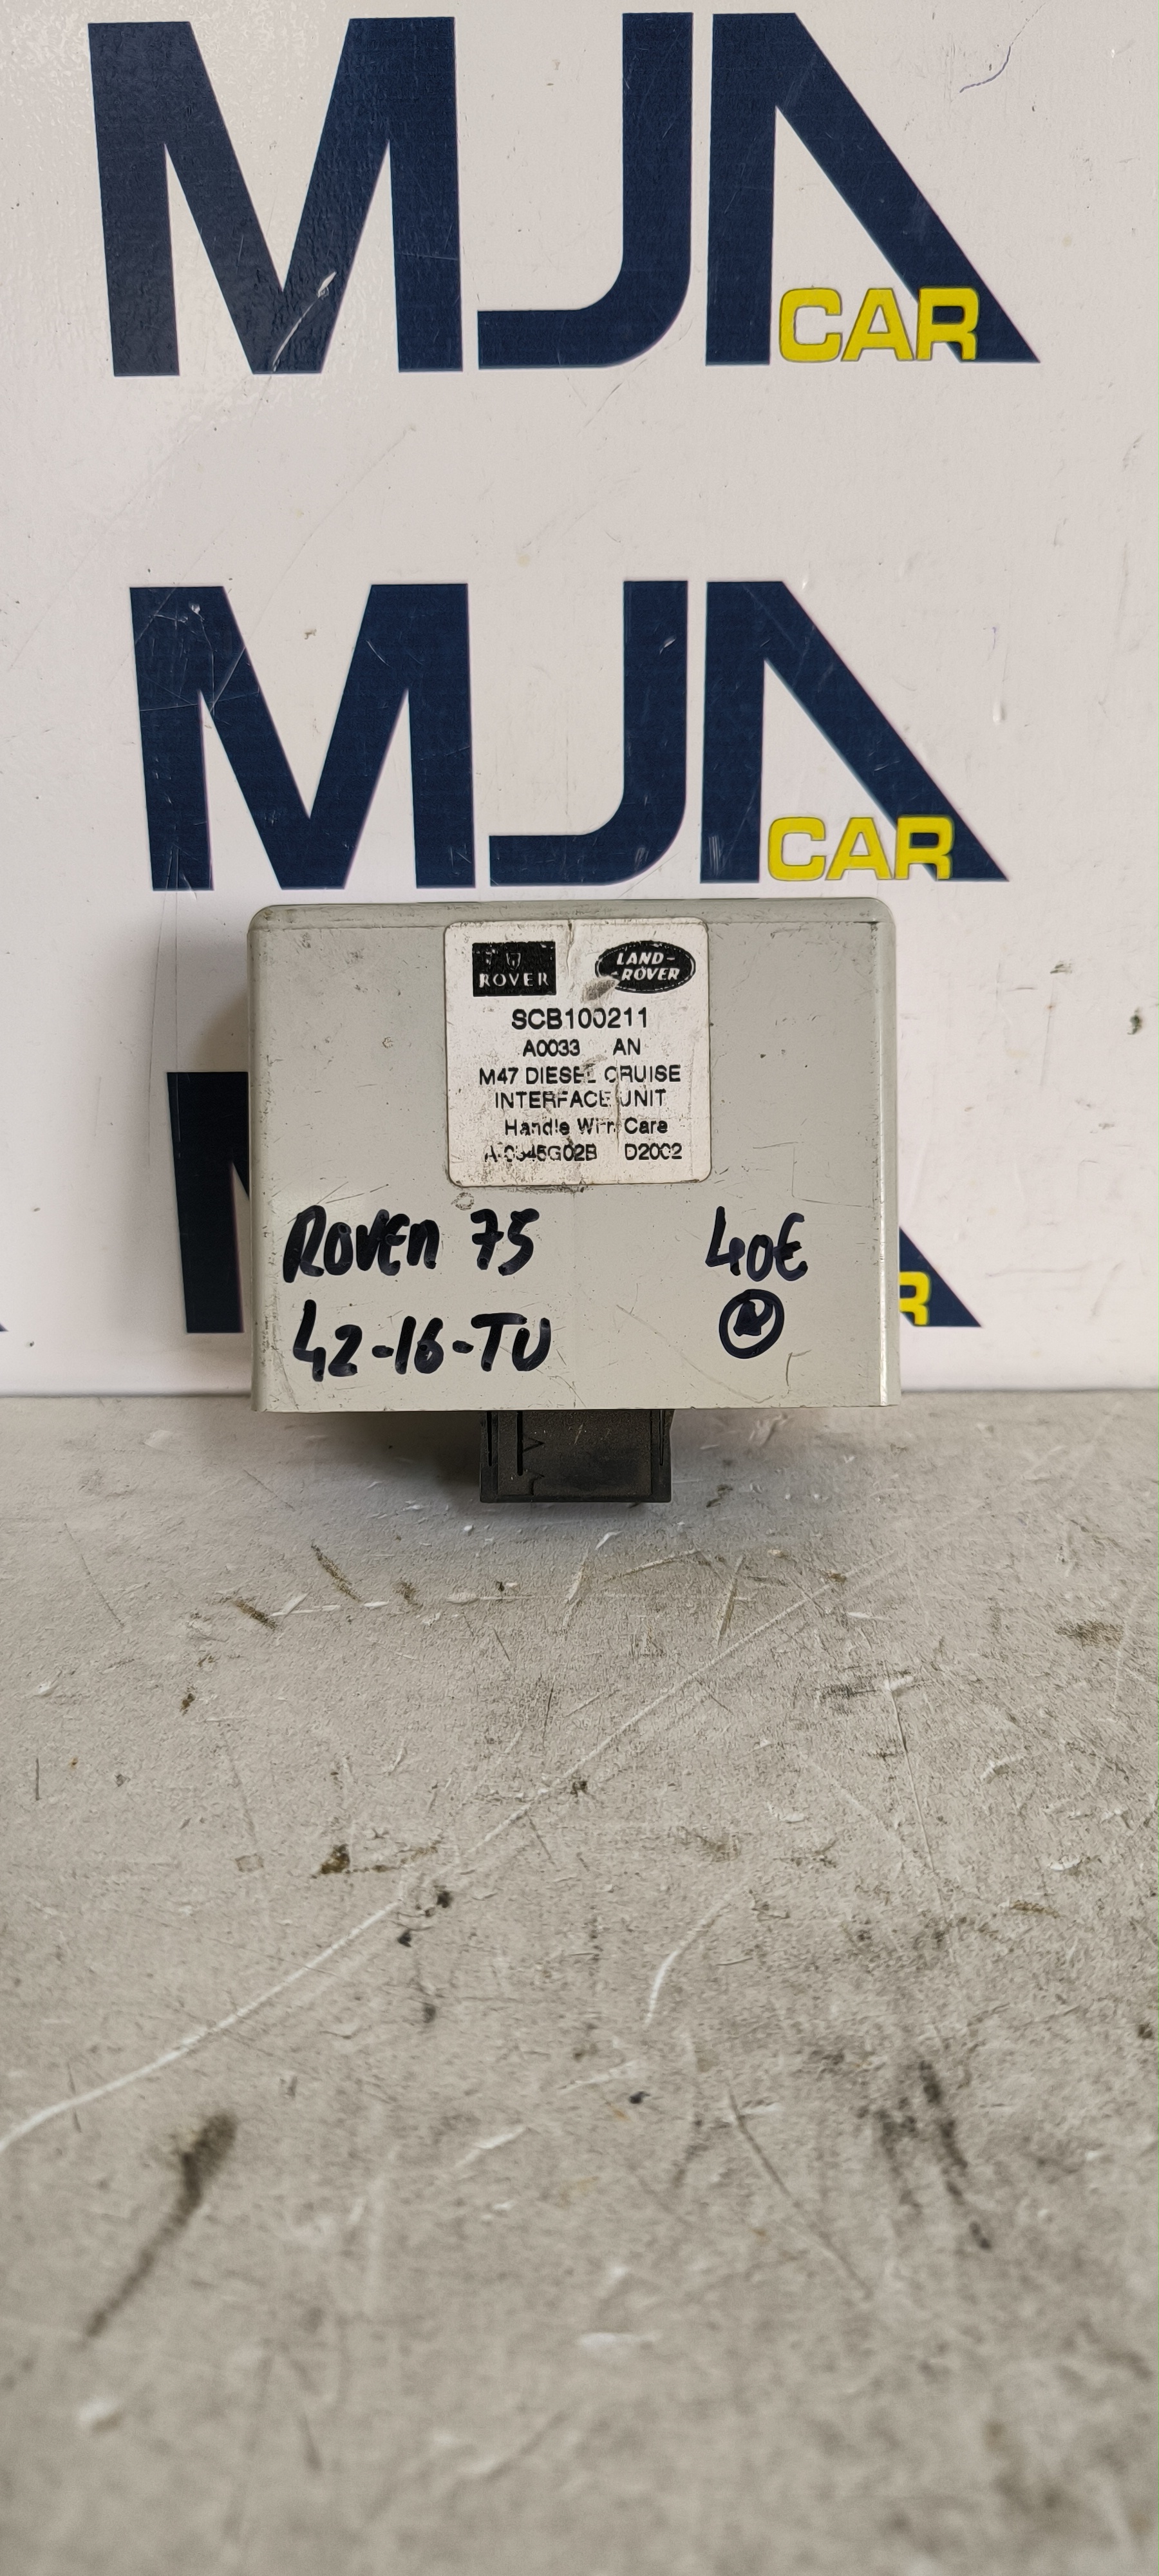 MJA
CAR
MJA
CAR
ROVER
LAND-
ROVER
SCB100211
A0033 AN
M47 DIESEL CRUISE
INTERFACE UNIT
Handle With Care
D2002
ROVER 75
40€
42-16-TU